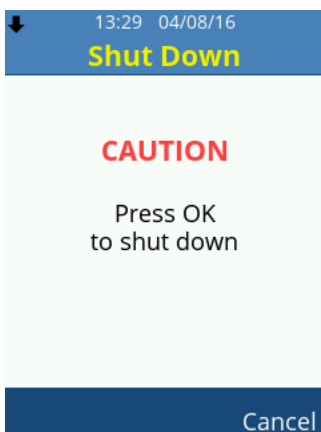 13:29 04/08/16
Shut Down
CAUTION
Press OK
to shut down
Cancel